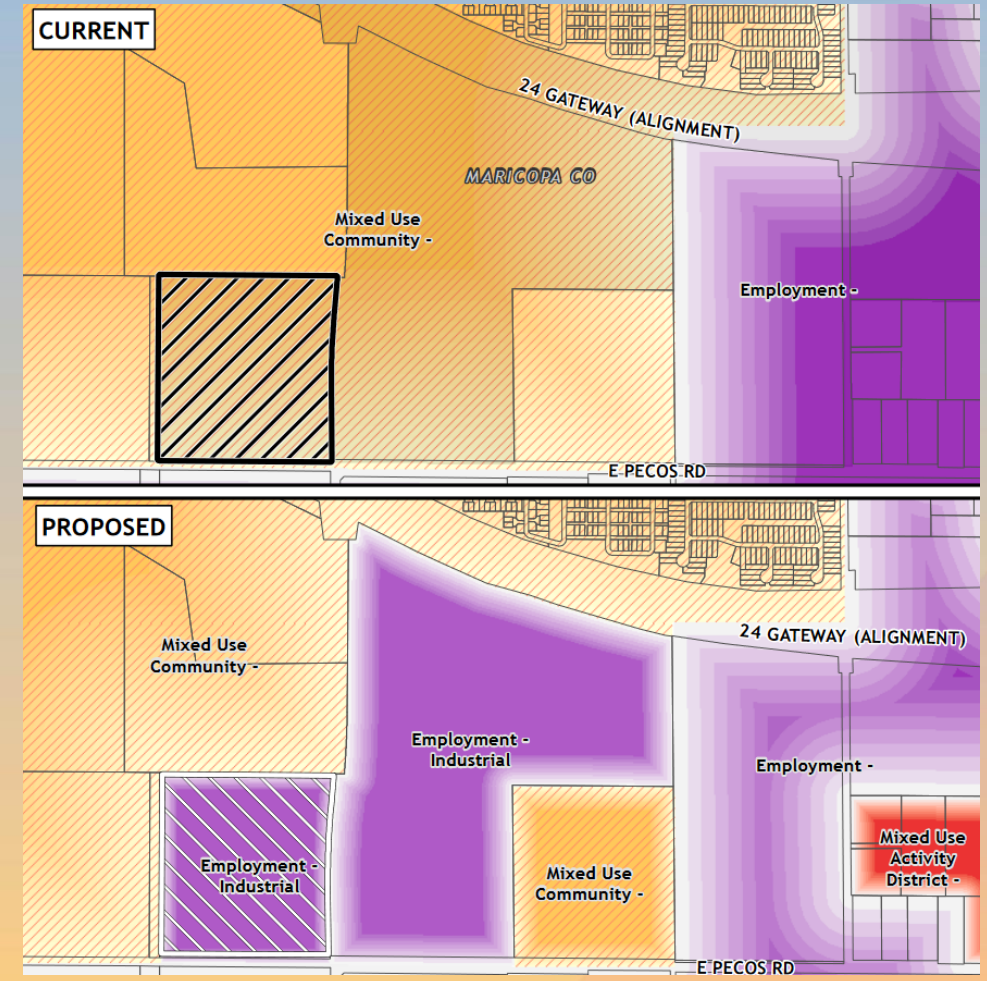 CURRENT
24 GATEWAY (ALIGNMENT)
MARICOPA CO
Mixed Use
Community -
Employment -
E PECOS RD
PROPOSED
24 GATEWAY (ALIGNMENT)
Mixed Use
Community -
Employment -
Industrial
Employment -
Mixed Use
Activity
District -
Employment -
Industrial
Mixed Use
Community -
E PECOS RD